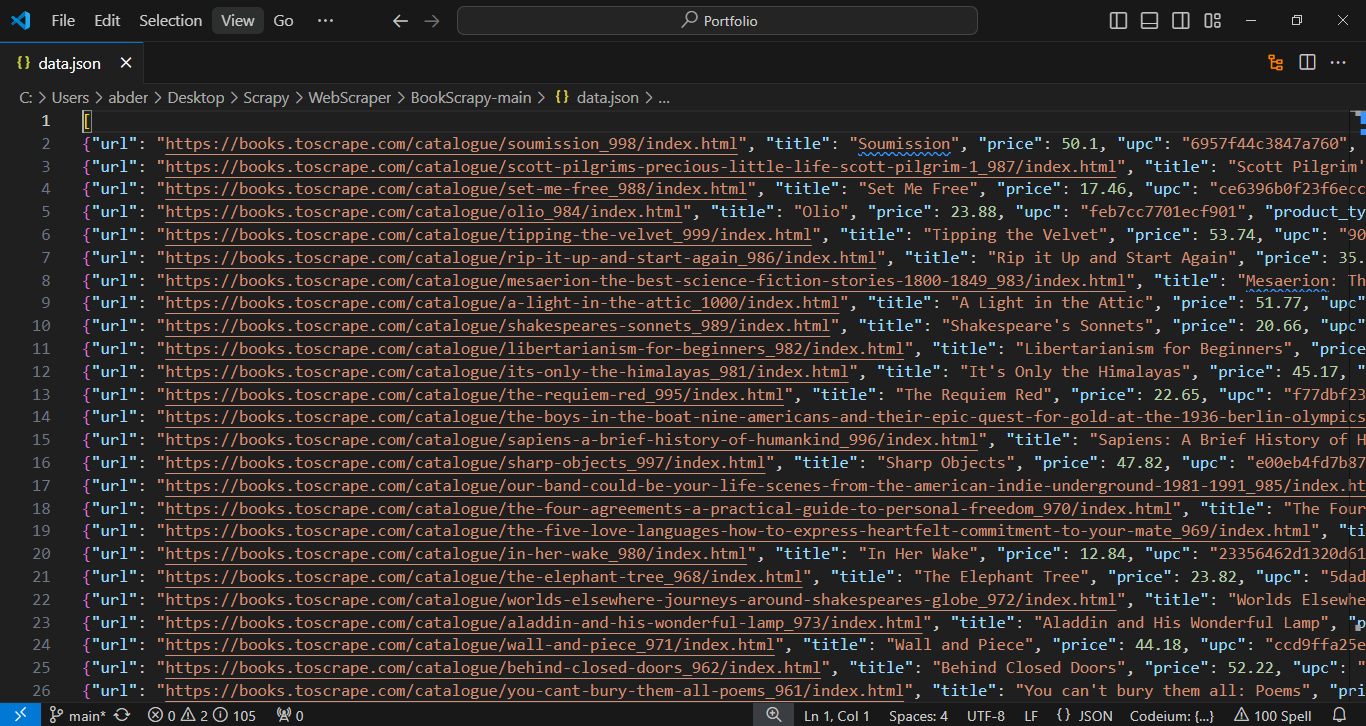 File Edit Selection View Go ··· Portfolio
{} data.json
C: > Users > abder > Desktop > Scrapy > WebScraper > BookScrapy-main > {} data.json > ...
1 [
2 {"url": "https://books.toscrape.com/catalogue/soumission_998/index.html", "title": "Soumission", "price": 50.1, "upc": "6957f44c3847a760",
3 {"url": "https://books.toscrape.com/catalogue/scott-pilgrims-precious-little-life-scott-pilgrim-1_987/index.html", "title": "Scott Pilgrim'
4 {"url": "https://books.toscrape.com/catalogue/set-me-free_988/index.html", "title": "Set Me Free", "price": 17.46, "upc": "ce6396b0f23f6ecc
5 {"url": "https://books.toscrape.com/catalogue/olio_984/index.html", "title": "Olio", "price": 23.88, "upc": "feb7cc7701ecf901", "product_ty
6 {"url": "https://books.toscrape.com/catalogue/tipping-the-velvet_999/index.html", "title": "Tipping the Velvet", "price": 53.74, "upc": "90
7 {"url": "https://books.toscrape.com/catalogue/rip-it-up-and-start-again_986/index.html", "title": "Rip it Up and Start Again", "price": 35.
8 {"url": "https://books.toscrape.com/catalogue/mesaerion-the-best-science-fiction-stories-1800-1849_983/index.html", "title": "Mesaerion: Th
9 {"url": "https://books.toscrape.com/catalogue/a-light-in-the-attic_1000/index.html", "title": "A Light in the Attic", "price": 51.77, "upc"
10 {"url": "https://books.toscrape.com/catalogue/shakespeares-sonnets_989/index.html", "title": "Shakespeare's Sonnets", "price": 20.66, "upc"
11 {"url": "https://books.toscrape.com/catalogue/libertarianism-for-beginners_982/index.html", "title": "Libertarianism for Beginners", "price
12 {"url": "https://books.toscrape.com/catalogue/its-only-the-himalayas_981/index.html", "title": "It's Only the Himalayas", "price": 45.17, "
13 {"url": "https://books.toscrape.com/catalogue/the-requiem-red_995/index.html", "title": "The Requiem Red", "price": 22.65, "upc": "f77dbf23
14 {"url": "https://books.toscrape.com/catalogue/the-boys-in-the-boat-nine-americans-and-their-epic-quest-for-gold-at-the-1936-berlin-olympics
15 {"url": "https://books.toscrape.com/catalogue/sapiens-a-brief-history-of-humankind_996/index.html", "title": "Sapiens: A Brief History of H
16 {"url": "https://books.toscrape.com/catalogue/sharp-objects_997/index.html", "title": "Sharp Objects", "price": 47.82, "upc": "e00eb4fd7b87
17 {"url": "https://books.toscrape.com/catalogue/our-band-could-be-your-life-scenes-from-the-american-indie-underground-1981-1991_985/index.ht
18 {"url": "https://books.toscrape.com/catalogue/the-four-agreements-a-practical-guide-to-personal-freedom_970/index.html", "title": "The Four
19 {"url": "https://books.toscrape.com/catalogue/the-five-love-languages-how-to-express-heartfelt-commitment-to-your-mate_969/index.html", "ti
20 {"url": "https://books.toscrape.com/catalogue/in-her-wake_980/index.html", "title": "In Her Wake", "price": 12.84, "upc": "23356462d1320d61
21 {"url": "https://books.toscrape.com/catalogue/the-elephant-tree_968/index.html", "title": "The Elephant Tree", "price": 23.82, "upc": "5dad
22 {"url": "https://books.toscrape.com/catalogue/worlds-elsewhere-journeys-around-shakespeares-globe_972/index.html", "title": "Worlds Elsewhe
23 {"url": "https://books.toscrape.com/catalogue/aladdin-and-his-wonderful-lamp_973/index.html", "title": "Aladdin and His Wonderful Lamp", "p
24 {"url": "https://books.toscrape.com/catalogue/wall-and-piece_971/index.html", "title": "Wall and Piece", "price": 44.18, "upc": "ccd9ffa25e
25 {"url": "https://books.toscrape.com/catalogue/behind-closed-doors_962/index.html", "title": "Behind Closed Doors", "price": 52.22, "upc": "
26 {"url": "https://books.toscrape.com/catalogue/you-cant-bury-them-all-poems_961/index.html", "title": "You can't bury them all: Poems", "pri
main* 0 2 105 0 Ln 1, Col 1 Spaces: 4 UTF-8 LF {} JSON Codeium: {...} 100 Spell